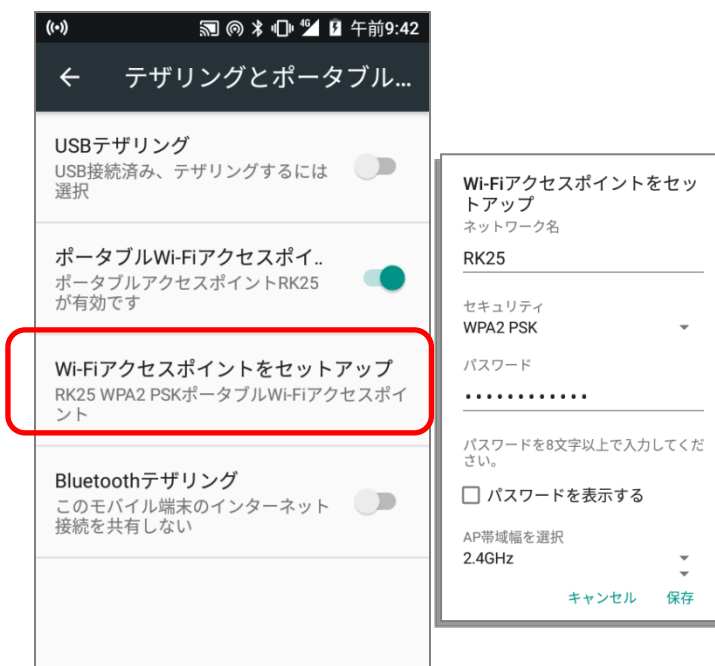 4G 午前9:42
テザリングとポータブル...
USBテザリング
USB接続済み、テザリングするには
選択
ポータブルWi-Fiアクセスポイ..
ポータブルアクセスポイントRK25
が有効です
Wi-Fiアクセスポイントをセットアップ
RK25 WPA2 PSKポータブルWi-Fiアクセスポイ
ント
Bluetoothテザリング
このモバイル端末のインターネット
接続を共有しない
Wi-Fiアクセスポイントをセッ
トアップ
ネットワーク名
RK25
セキュリティ
WPA2 PSK
パスワード
••••••••••••
パスワードを8文字以上で入力してくだ
さい。
パスワードを表示する
AP帯域幅を選択
2.4GHz
キャンセル 保存